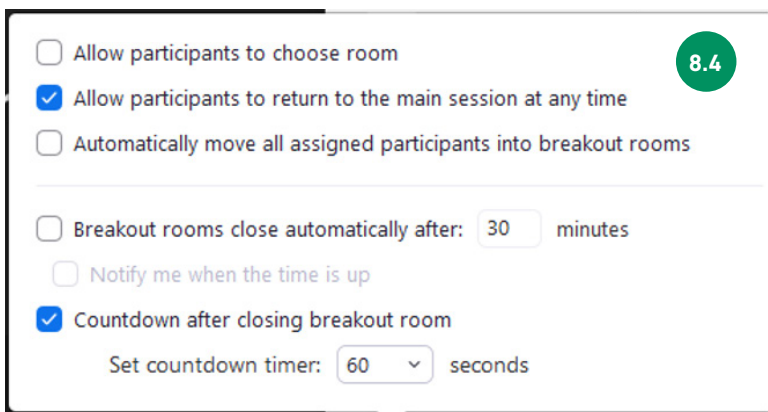 Allow participants to choose room
8.4
Allow participants to return to the main session at any time
Automatically move all assigned participants into breakout rooms
Breakout rooms close automatically after: 30 minutes
Notify me when the time is up
Countdown after closing breakout room
Set countdown timer: 60 seconds